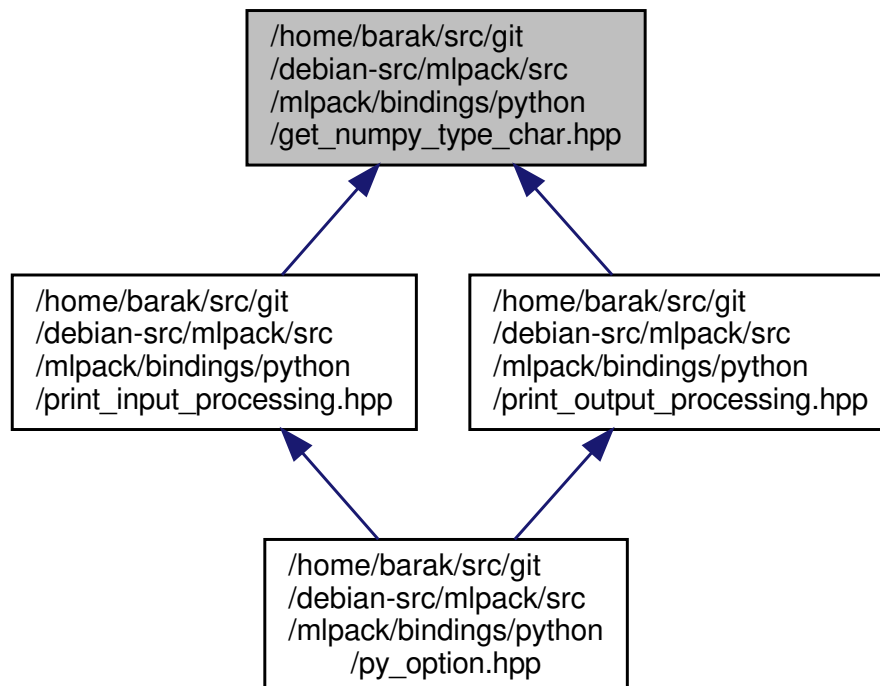 /home/barak/src/git
/debian-src/mlpack/src
/mlpack/bindings/python
/get_numpy_type_char.hpp
/home/barak/src/git
/debian-src/mlpack/src
/mlpack/bindings/python
/print_input_processing.hpp
/home/barak/src/git
/debian-src/mlpack/src
/mlpack/bindings/python
/print_output_processing.hpp
/home/barak/src/git
/debian-src/mlpack/src
/mlpack/bindings/python
/py_option.hpp